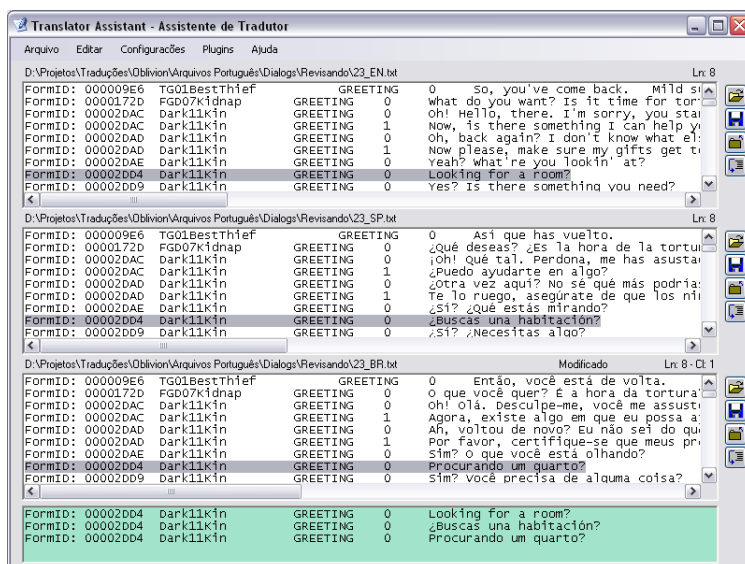 Translator Assistant - Assistente de Tradutor
Arquivo Editar Configurações Plugins Ajuda
D:\Projetos\Traduções\Oblivion\Arquivos Português\Dialogs\Revisando\23_EN.txt Ln: 8
FormID: 000009E6 TG01BestThief GREETING 0 So, you've come back. Mild
FormID: 0000172D FGD07Kidnap GREETING 0 What do you want? Is it time for
FormID: 00002DAC Dark11Kin GREETING 0 Oh! Hello, there. I'm sorry, you
FormID: 00002DAC Dark11Kin GREETING 1 Now, is there something I can help
FormID: 00002DAD Dark11Kin GREETING 0 Oh, back again? I don't know what
FormID: 00002DAD Dark11Kin GREETING 1 Now please, make sure my gifts get
FormID: 00002DAE Dark11Kin GREETING 0 Yeah? What're you lookin' at?
FormID: 00002DD4 Dark11Kin GREETING 0 Looking for a room?
FormID: 00002DD9 Dark11Kin GREETING 0 Yes? Is there something you need?
D:\Projetos\Traduções\Oblivion\Arquivos Português\Dialogs\Revisando\23_SP.txt Ln: 8
FormID: 000009E6 TG01BestThief GREETING 0 Así que has vuelto.
FormID: 0000172D FGD07Kidnap GREETING 0 ¿Qué deseas? ¿Es la hora de la
FormID: 00002DAC Dark11Kin GREETING 0 ¡Oh! Qué tal. Perdona, me has
FormID: 00002DAC Dark11Kin GREETING 1 ¿Puedo ayudarte en algo?
FormID: 00002DAD Dark11Kin GREETING 0 ¿Otra vez aquí? No sé qué más
FormID: 00002DAD Dark11Kin GREETING 1 Te lo ruego, asegúrate de que los
FormID: 00002DAE Dark11Kin GREETING 0 ¿Sí? ¿Qué estás mirando?
FormID: 00002DD4 Dark11Kin GREETING 0 ¿Buscas una habitación?
FormID: 00002DD9 Dark11Kin GREETING 0 ¿Sí? ¿Necesitas algo?
D:\Projetos\Traduções\Oblivion\Arquivos Português\Dialogs\Revisando\23_BR.txt Modificado Ln: 8 - Cl: 1
FormID: 000009E6 TG01BestThief GREETING 0 Então, você está de volta.
FormID: 0000172D FGD07Kidnap GREETING 0 O que você quer? É a hora da tortura
FormID: 00002DAC Dark11Kin GREETING 0 Oh! Olá. Desculpe-me, você me
FormID: 00002DAC Dark11Kin GREETING 1 Agora, existe algo em que eu possa
FormID: 00002DAD Dark11Kin GREETING 0 Ah, voltou de novo? Eu não sei do
FormID: 00002DAD Dark11Kin GREETING 1 Por favor, certifique-se que meus
FormID: 00002DAE Dark11Kin GREETING 0 Sim? O que você está olhando?
FormID: 00002DD4 Dark11Kin GREETING 0 Procurando um quarto?
FormID: 00002DD9 Dark11Kin GREETING 0 Sim? Você precisa de alguma coisa?
FormID: 00002DD4 Dark11Kin GREETING 0 Looking for a room?
FormID: 00002DD4 Dark11Kin GREETING 0 ¿Buscas una habitación?
FormID: 00002DD4 Dark11Kin GREETING 0 Procurando um quarto?